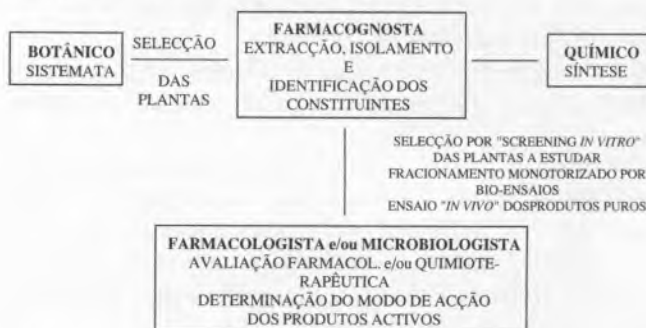 BOTÂNICO
SISTEMATA
SELECÇÃO
DAS
PLANTAS
FARMACOGNOSTA
EXTRACÇÃO, ISOLAMENTO
E
IDENTIFICAÇÃO DOS
CONSTITUINTES
QUÍMICO
SÍNTESE
SELECÇÃO POR "SCREENING IN VITRO"
DAS PLANTAS A ESTUDAR
FRACIONAMENTO MONOTORIZADO POR
BIO-ENSAIOS
ENSAIO "IN VIVO" DOSPRODUTOS PUROS
FARMACOLOGISTA e/ou MICROBIOLOGISTA
AVALIAÇÃO FARMACOL. e/ou QUIMIOTE-
RAPÊUTICA
DETERMINAÇÃO DO MODO DE ACÇÃO
DOS PRODUTOS ACTIVOS